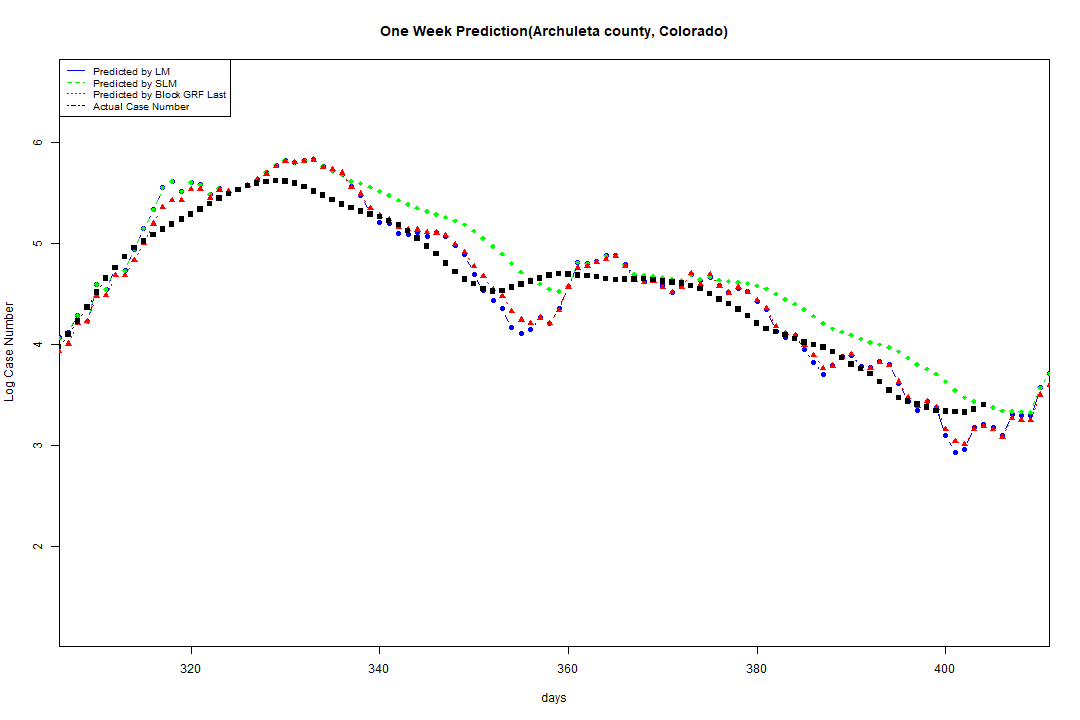 One Week Prediction(Archuleta county, Colorado)
Predicted by LM
Predicted by SLM
Predicted by Block GRF Last
Actual Case Number
6
5
4
3
2
Log Case Number
320 340 360 380 400
days